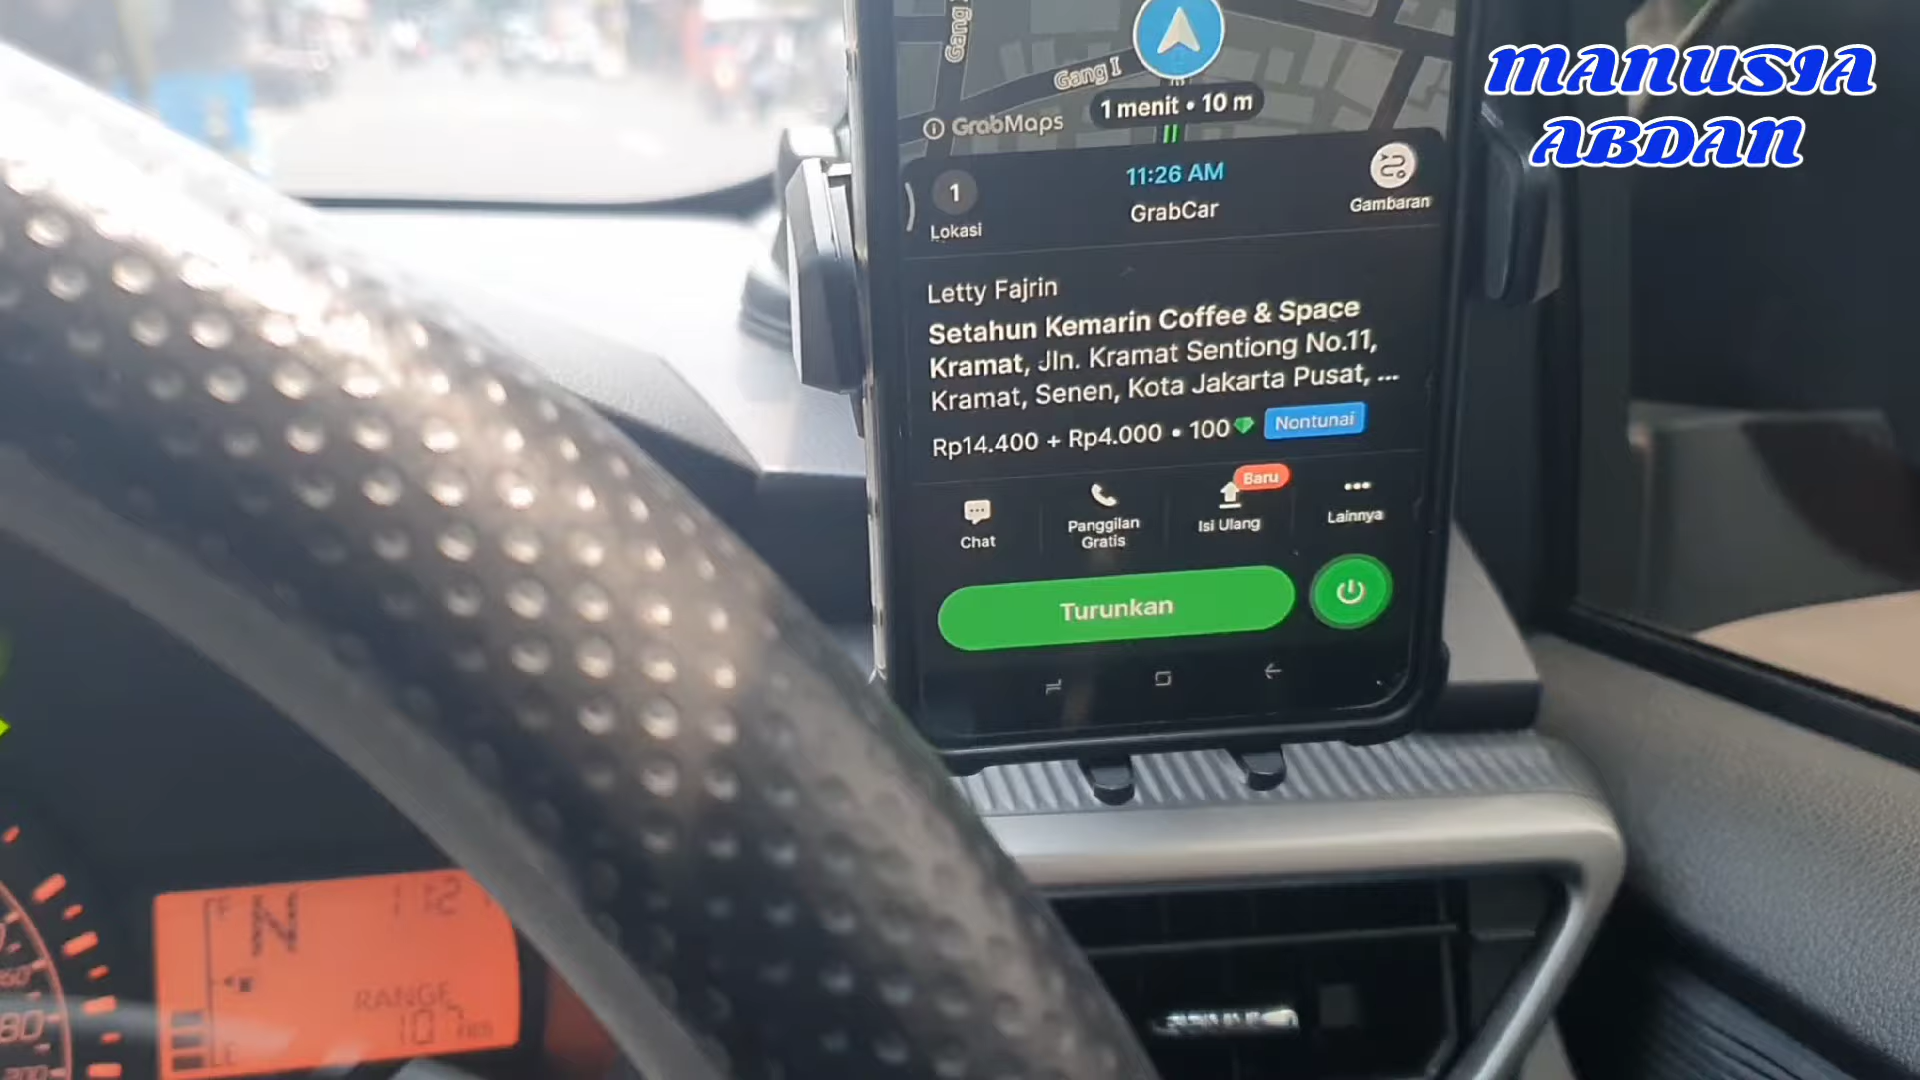 MANUSIA
ABDAN
Gang
Gang I
1 menit • 10 m
GrabMaps
1
Lokasi
11:26 AM
GrabCar
Gambaran
Letty Fajrin
Setahun Kemarin Coffee & Space
Kramat, Jln. Kramat Sentiong No.11,
Kramat, Senen, Kota Jakarta Pusat, ...
Rp14.400 + Rp4.000 • 100
Nontunai
Baru
Chat
Panggilan
Gratis
Isi Ulang
Lainnya
Turunkan
F
N
RANGE
E